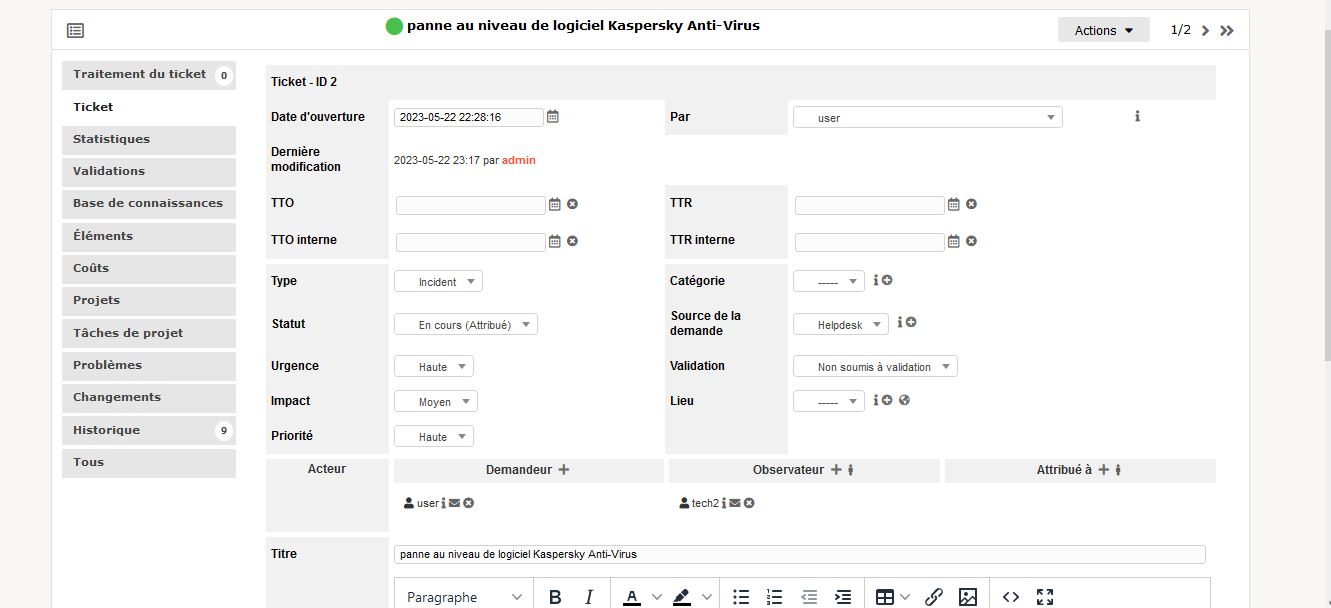 panne au niveau de logiciel Kaspersky Anti-Virus
Actions
1/2
Traitement du ticket 0
Ticket
Statistiques
Validations
Base de connaissances
Éléments
Coûts
Projets
Tâches de projet
Problèmes
Changements
Historique 9
Tous
Ticket - ID 2
Date d'ouverture 2023-05-22 22:28:16 Par user
Dernière
modification
2023-05-22 23:17 par admin
TTO TTR
TTO interne TTR interne
Type Incident Catégorie -----
Statut En cours (Attribué) Source de la
demande Helpdesk
Urgence Haute Validation Non soumis à validation
Impact Moyen Lieu -----
Priorité Haute
Acteur Demandeur Observateur Attribué à
user tech2
Titre panne au niveau de logiciel Kaspersky Anti-Virus
Paragraphe B I A